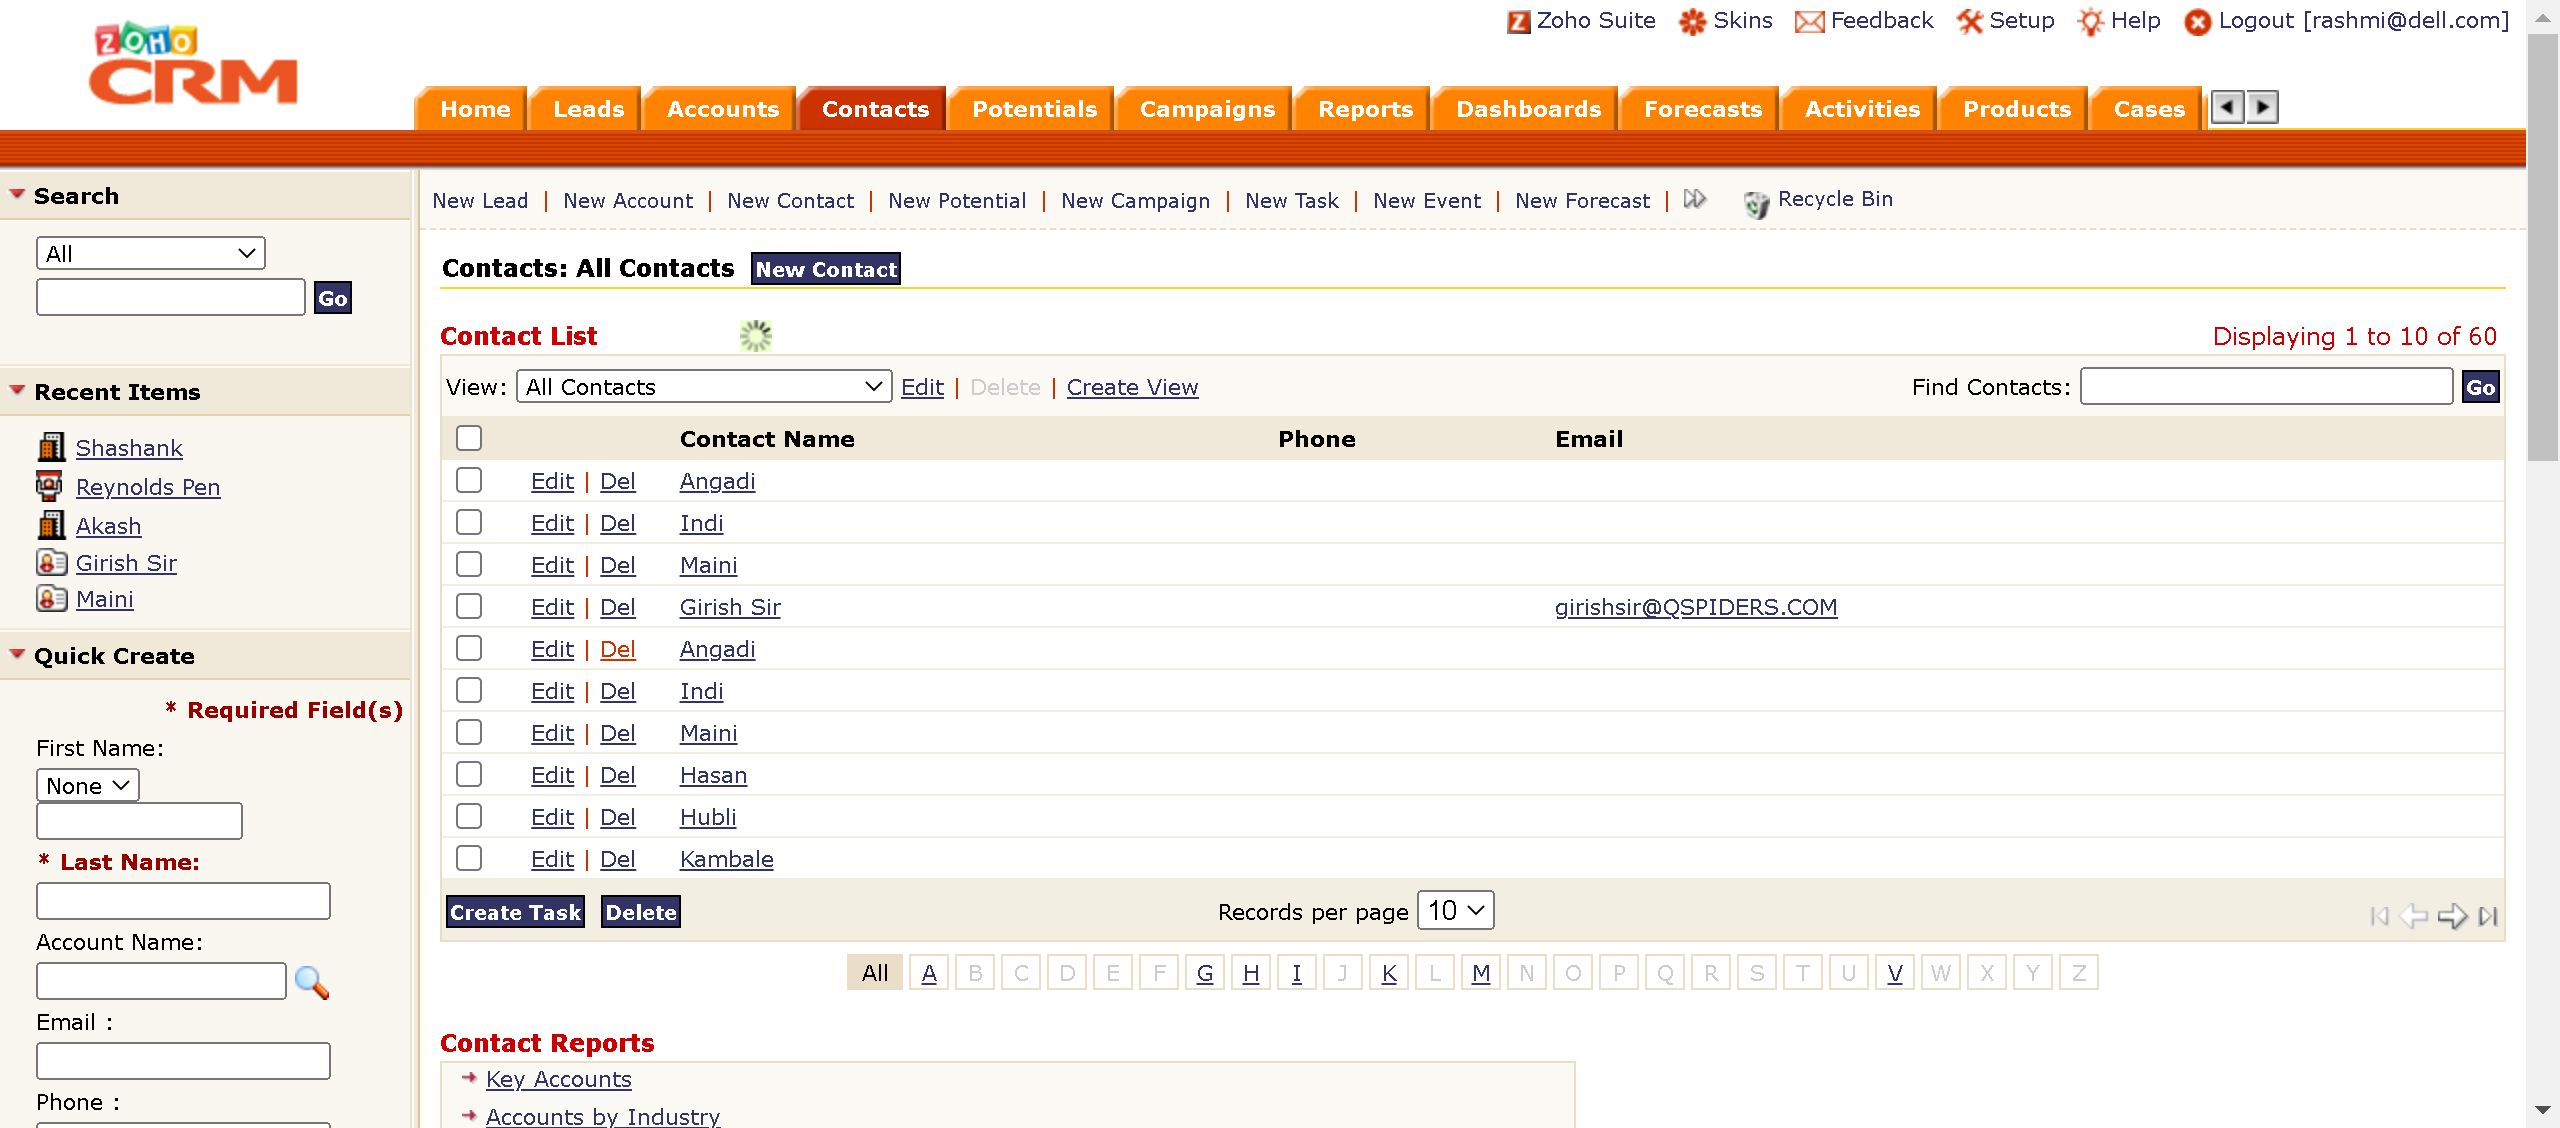 Zoho Suite Skins Feedback Setup Help Logout [rashmi@dell.com]
ZOHO
CRM
Home Leads Accounts Contacts Potentials Campaigns Reports Dashboards Forecasts Activities Products Cases
Search
All
Go
Recent Items
Shashank
Reynolds Pen
Akash
Girish Sir
Maini
Quick Create
* Required Field(s)
First Name:
None
* Last Name:
Account Name:
Email :
Phone :
New Lead | New Account | New Contact | New Potential | New Campaign | New Task | New Event | New Forecast | Recycle Bin
Contacts: All Contacts New Contact
Contact List Displaying 1 to 10 of 60
View: All Contacts Edit | Delete | Create View Find Contacts: Go
Contact Name Phone Email
Edit | Del Angadi
Edit | Del Indi
Edit | Del Maini
Edit | Del Girish Sir girishsir@QSPIDERS.COM
Edit | Del Angadi
Edit | Del Indi
Edit | Del Maini
Edit | Del Hasan
Edit | Del Hubli
Edit | Del Kambale
Create Task Delete Records per page 10
All A B C D E F G H I J K L M N O P Q R S T U V W X Y Z
Contact Reports
Key Accounts
Accounts by Industry